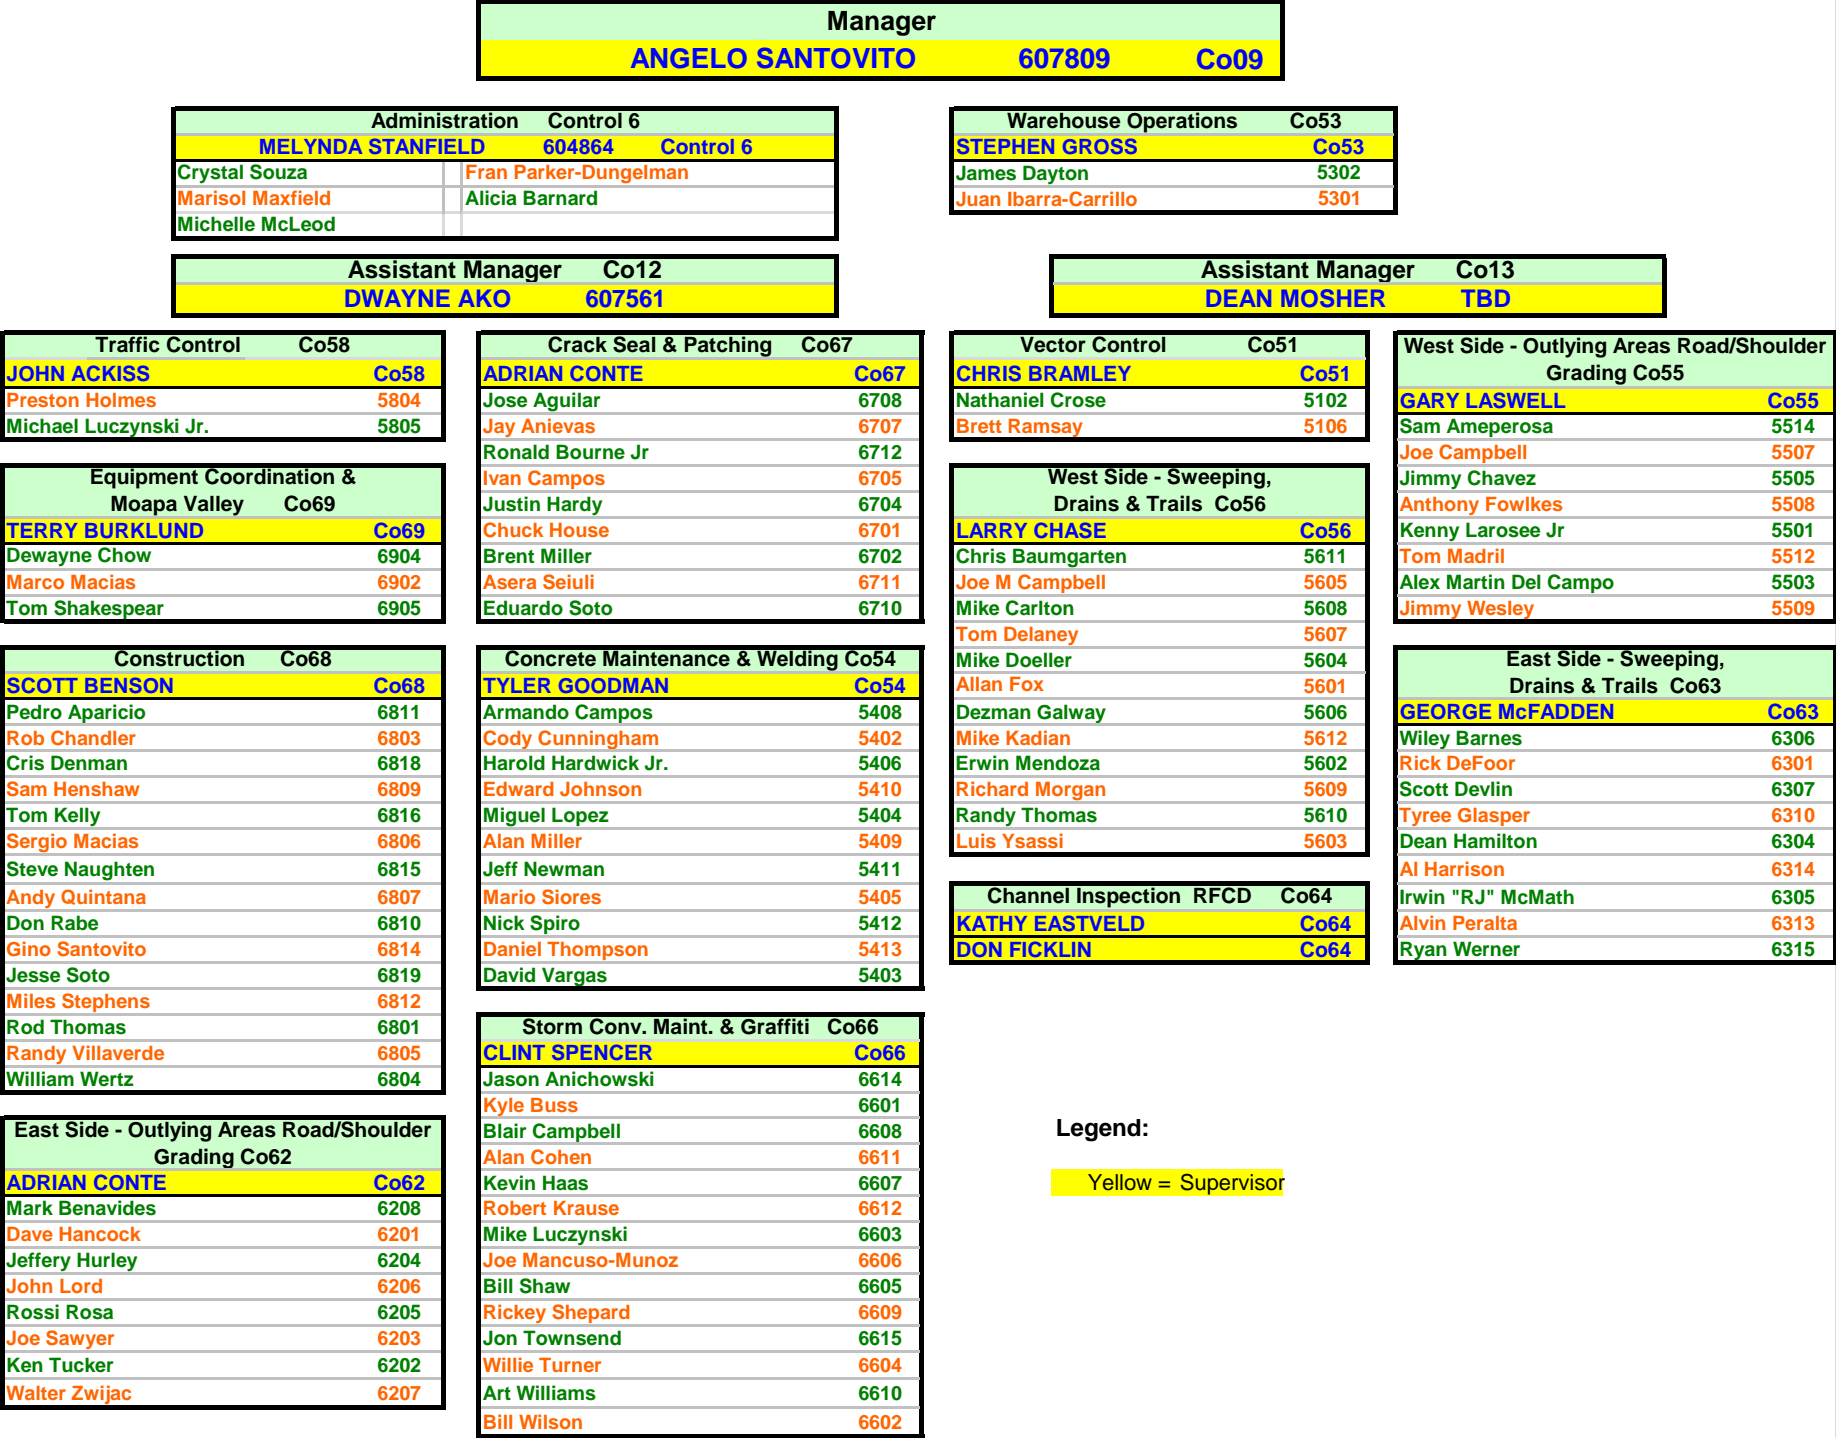 Manager
ANGELO SANTOVITO 607809 Co09
Administration Control 6
MELYNDA STANFIELD 604864 Control 6
Crystal Souza Fran Parker-Dungelman
Marisol Maxfield Alicia Barnard
Michelle McLeod
Warehouse Operations Co53
STEPHEN GROSS Co53
James Dayton 5302
Juan Ibarra-Carrillo 5301
Assistant Manager Co12
DWAYNE AKO 607561
Assistant Manager Co13
DEAN MOSHER TBD
Traffic Control Co58
JOHN ACKISS Co58
Preston Holmes 5804
Michael Luczynski Jr. 5805
Equipment Coordination &
Moapa Valley Co69
TERRY BURKLUND Co69
Dewayne Chow 6904
Marco Macias 6902
Tom Shakespear 6905
Construction Co68
SCOTT BENSON Co68
Pedro Aparicio 6811
Rob Chandler 6803
Cris Denman 6818
Sam Henshaw 6809
Tom Kelly 6816
Sergio Macias 6806
Steve Naughten 6815
Andy Quintana 6807
Don Rabe 6810
Gino Santovito 6814
Jesse Soto 6819
Miles Stephens 6812
Rod Thomas 6801
Randy Villaverde 6805
William Wertz 6804
East Side - Outlying Areas Road/Shoulder
Grading Co62
ADRIAN CONTE Co62
Mark Benavides 6208
Dave Hancock 6201
Jeffery Hurley 6204
John Lord 6206
Rossi Rosa 6205
Joe Sawyer 6203
Ken Tucker 6202
Walter Zwijac 6207
Crack Seal & Patching Co67
ADRIAN CONTE Co67
Jose Aguilar 6708
Jay Anievas 6707
Ronald Bourne Jr 6712
Ivan Campos 6705
Justin Hardy 6704
Chuck House 6701
Brent Miller 6702
Asera Seiuli 6711
Eduardo Soto 6710
Concrete Maintenance & Welding Co54
TYLER GOODMAN Co54
Armando Campos 5408
Cody Cunningham 5402
Harold Hardwick Jr. 5406
Edward Johnson 5410
Miguel Lopez 5404
Alan Miller 5409
Jeff Newman 5411
Mario Siores 5405
Nick Spiro 5412
Daniel Thompson 5413
David Vargas 5403
Storm Conv. Maint. & Graffiti Co66
CLINT SPENCER Co66
Jason Anichowski 6614
Kyle Buss 6601
Blair Campbell 6608
Alan Cohen 6611
Kevin Haas 6607
Robert Krause 6612
Mike Luczynski 6603
Joe Mancuso-Munoz 6606
Bill Shaw 6605
Rickey Shepard 6609
Jon Townsend 6615
Willie Turner 6604
Art Williams 6610
Bill Wilson 6602
Vector Control Co51
CHRIS BRAMLEY Co51
Nathaniel Crose 5102
Brett Ramsay 5106
West Side - Sweeping,
Drains & Trails Co56
LARRY CHASE Co56
Chris Baumgarten 5611
Joe M Campbell 5605
Mike Carlton 5608
Tom Delaney 5607
Mike Doeller 5604
Allan Fox 5601
Dezman Galway 5606
Mike Kadian 5612
Erwin Mendoza 5602
Richard Morgan 5609
Randy Thomas 5610
Luis Ysassi 5603
Channel Inspection RFCD Co64
KATHY EASTVELD Co64
DON FICKLIN Co64
West Side - Outlying Areas Road/Shoulder
Grading Co55
GARY LASWELL Co55
Sam Ameperosa 5514
Joe Campbell 5507
Jimmy Chavez 5505
Anthony Fowlkes 5508
Kenny Larosee Jr 5501
Tom Madril 5512
Alex Martin Del Campo 5503
Jimmy Wesley 5509
East Side - Sweeping,
Drains & Trails Co63
GEORGE McFADDEN Co63
Wiley Barnes 6306
Rick DeFoor 6301
Scott Devlin 6307
Tyree Glasper 6310
Dean Hamilton 6304
Al Harrison 6314
Irwin "RJ" McMath 6305
Alvin Peralta 6313
Ryan Werner 6315
Legend:
Yellow = Supervisor